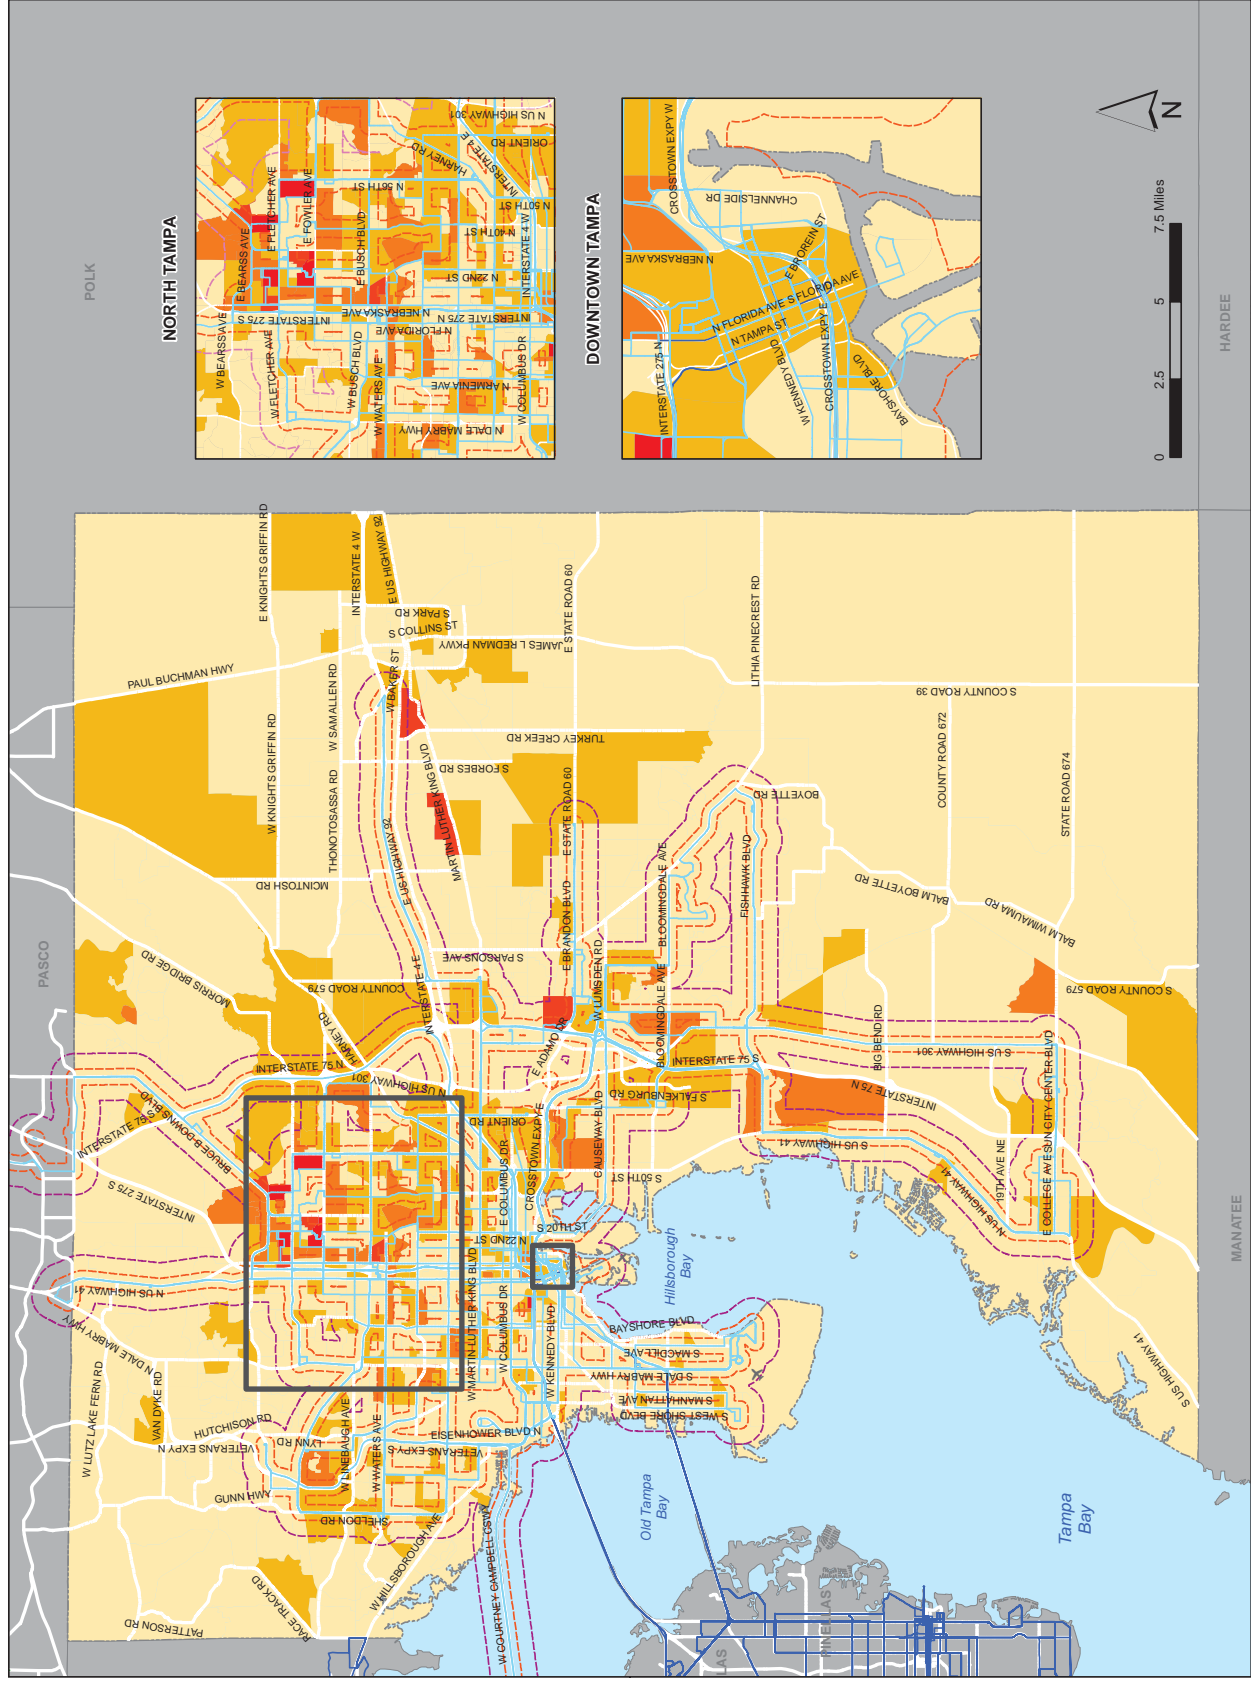 POLK
PASCO
HARDEE
MANATEE
PINELLAS
LAS
NORTH TAMPA
W BEARSS AVE
E BEARSS AVE
E FLETCHER AVE
W FLETCHER AVE
E FOWLER AVE
INTERSTATE 275 S
E BUSCH BLVD
W BUSCH BLVD
W WATERS AVE
N NEBRASKA AVE
N FLORIDA AVE
N ARMENIA AVE
N DALE MABRY HWY
INTERSTATE 275 N
N 22ND ST
N 40TH ST
N 50TH ST
N 56TH ST
HARNEY RD
INTERSTATE 4 E
INTERSTATE 4 W
W COLUMBUS DR
ORIENT RD
N US HIGHWAY 301
DOWNTOWN TAMPA
CROSSTOWN EXPY W
CHANNELSIDE DR
N NEBRASKA AVE
E BROREIN ST
N FLORIDA AVE
S FLORIDA AVE
N TAMPA ST
INTERSTATE 275 N
W KENNEDY BLVD
CROSSTOWN EXPY E
BAYSHORE BLVD
N
0
2.5
5
7.5 Miles
PAUL BUCHMAN HWY
E KNIGHTS GRIFFIN RD
W KNIGHTS GRIFFIN RD
INTERSTATE 4 W
E US HIGHWAY 92
S PARK RD
S COLLINS ST
JAMES L REDMAN PKWY
E STATE ROAD 60
LITHIA PINECREST RD
S COUNTY ROAD 39
COUNTY ROAD 672
STATE ROAD 674
W SAM ALLEN RD
W BAKER ST
THONOTOSASSA RD
MCINTOSH RD
E US HIGHWAY 92
MARTIN LUTHER KING BLVD
S FORBES RD
TURKEY CREEK RD
E STATE ROAD 60
E BRANDON BLVD
S PARSONS AVE
BOYETTE RD
BALM BOYETTE RD
BALM WIMAUMA RD
FISHHAWK BLVD
BLOOMINGDALE AVE
BLOOMINGDALE AVE
W LUMSDEN RD
S COUNTY ROAD 579
BIG BEND RD
S US HIGHWAY 301
INTERSTATE 75 S
INTERSTATE 75 N
S US HIGHWAY 41
N US HIGHWAY 41
19TH AVE NE
E COLLEGE AVE
SUN CITY CENTER BLVD
S US HIGHWAY 41
MORRIS BRIDGE RD
COUNTY ROAD 579
HARNEY RD
INTERSTATE 4 E
INTERSTATE 75 N
N US HIGHWAY 301
INTERSTATE 75 S
BRUCE B DOWNS BLVD
INTERSTATE 275 S
N US HIGHWAY 41
N DALE MABRY HWY
W LUTZ LAKE FERN RD
VAN DYKE RD
HUTCHISON RD
VETERANS EXPY N
LYNN RD
GUNN HWY
W LINEBAUGH AVE
W WATERS AVE
SHELDON RD
VETERANS EXPY S
EISENHOWER BLVD N
W HILLSBOROUGH AVE
RACE TRACK RD
PATTERSON RD
W COURTNEY CAMPBELL CSWY
ORIENT RD
E ADAMO DR
S FALKENBURG RD
CAUSEWAY BLVD
CROSSTOWN EXPY E
E COLUMBUS DR
S 50TH ST
S 20TH ST
N 22ND ST
W MARTIN LUTHER KING BLVD
W COLUMBUS DR
W KENNEDY BLVD
BAYSHORE BLVD
S MACDILL AVE
S DALE MABRY HWY
S MANHATTAN AVE
S WEST SHORE BLVD
Hillsborough
Bay
Old Tampa
Bay
Tampa
Bay